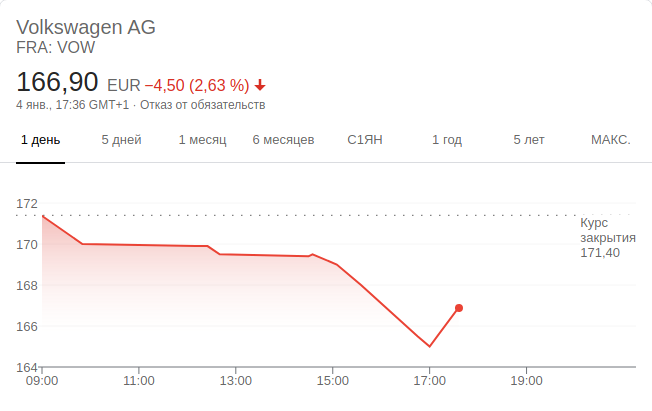 Volkswagen AG
FRA: VOW
166,90 EUR −4,50 (2,63 %)
4 янв., 17:36 GMT+1 · Отказ от обязательств
1 день 5 дней 1 месяц 6 месяцев С1ЯН 1 год 5 лет МАКС.
172
Курс
закрытия
171,40
170
168
166
164
09:00 11:00 13:00 15:00 17:00 19:00